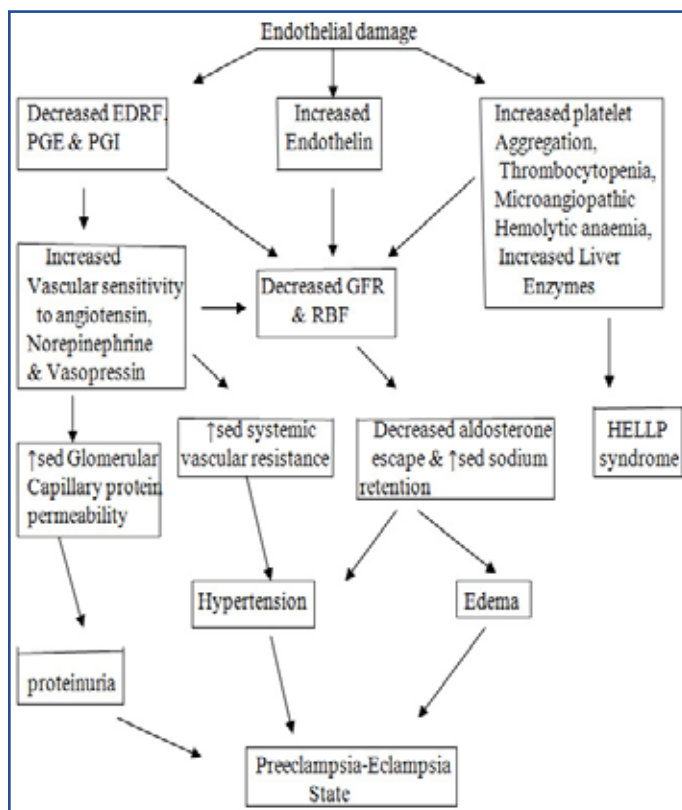 Endothelial damage
Decreased EDRF,
PGE & PGI
Increased
Endothelin
Increased platelet
Aggregation,
Thrombocytopenia,
Microangiopathic
Hemolytic anaemia,
Increased Liver
Enzymes
Increased
Vascular sensitivity
to angiotensin,
Norepinephrine
& Vasopressin
Decreased GFR
& RBF
↑sed Glomerular
Capillary protein
permeability
↑sed systemic
vascular resistance
Decreased aldosterone
escape & ↑sed sodium
retention
HELLP
syndrome
Hypertension
Edema
proteinuria
Preeclampsia-Eclampsia
State